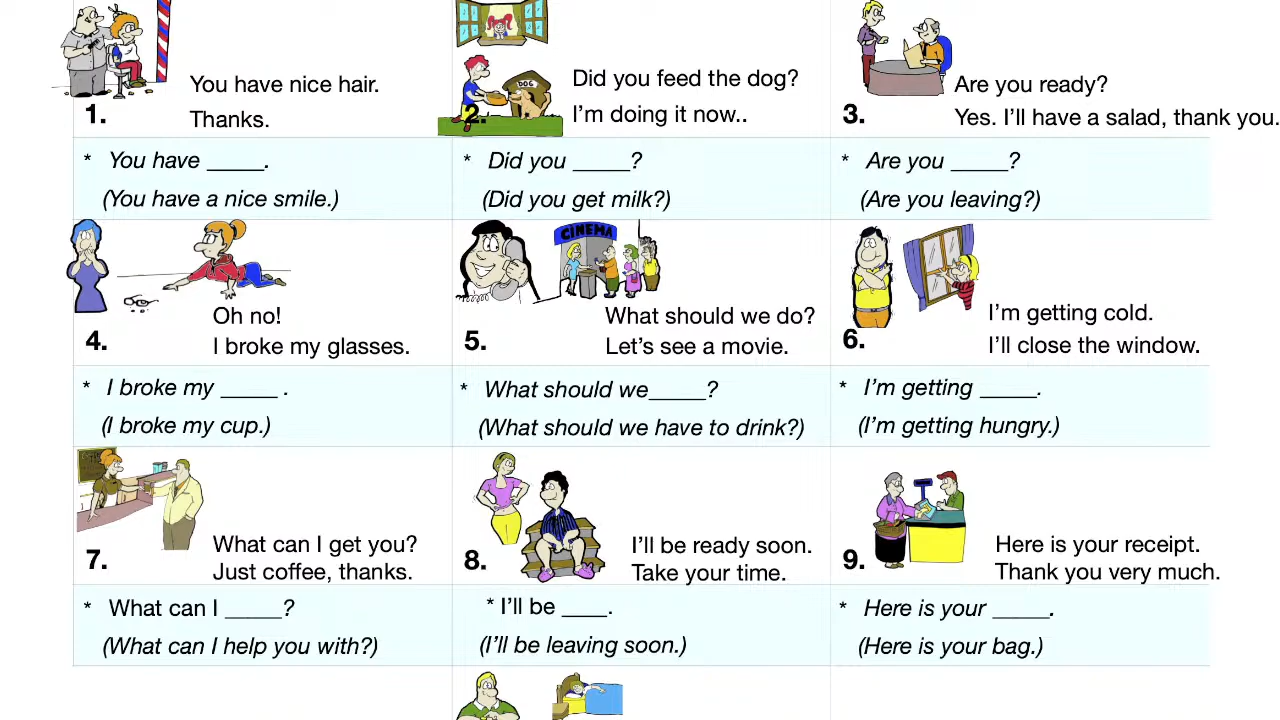 You have nice hair.
1.
Thanks.
* You have _____.
(You have a nice smile.)
DOG
Did you feed the dog?
2.
I'm doing it now..
* Did you _____?
(Did you get milk?)
Are you ready?
3.
Yes. I'll have a salad, thank you.
* Are you _____?
(Are you leaving?)
Oh no!
4.
I broke my glasses.
* I broke my _____ .
(I broke my cup.)
CINEMA
What should we do?
5.
Let's see a movie.
* What should we_____?
(What should we have to drink?)
I'm getting cold.
6.
I'll close the window.
* I'm getting _____.
(I'm getting hungry.)
What can I get you?
7.
Just coffee, thanks.
* What can I _____?
(What can I help you with?)
I'll be ready soon.
8.
Take your time.
* I'll be ____.
(I'll be leaving soon.)
Here is your receipt.
9.
Thank you very much.
* Here is your _____.
(Here is your bag.)